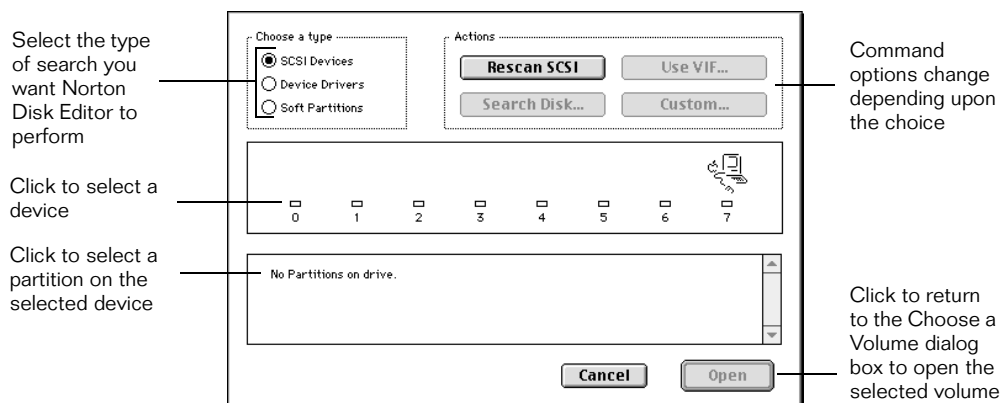 Select the type
of search you
want Norton
Disk Editor to
perform
Click to select a
device
Click to select a
partition on the
selected device
Choose a type
SCSI Devices
Device Drivers
Soft Partitions
Actions
Rescan SCSI
Use VIF...
Search Disk...
Custom...
0 1 2 3 4 5 6 7
No Partitions on drive.
Cancel
Open
Command
options change
depending upon
the choice
Click to return
to the Choose a
Volume dialog
box to open the
selected volume